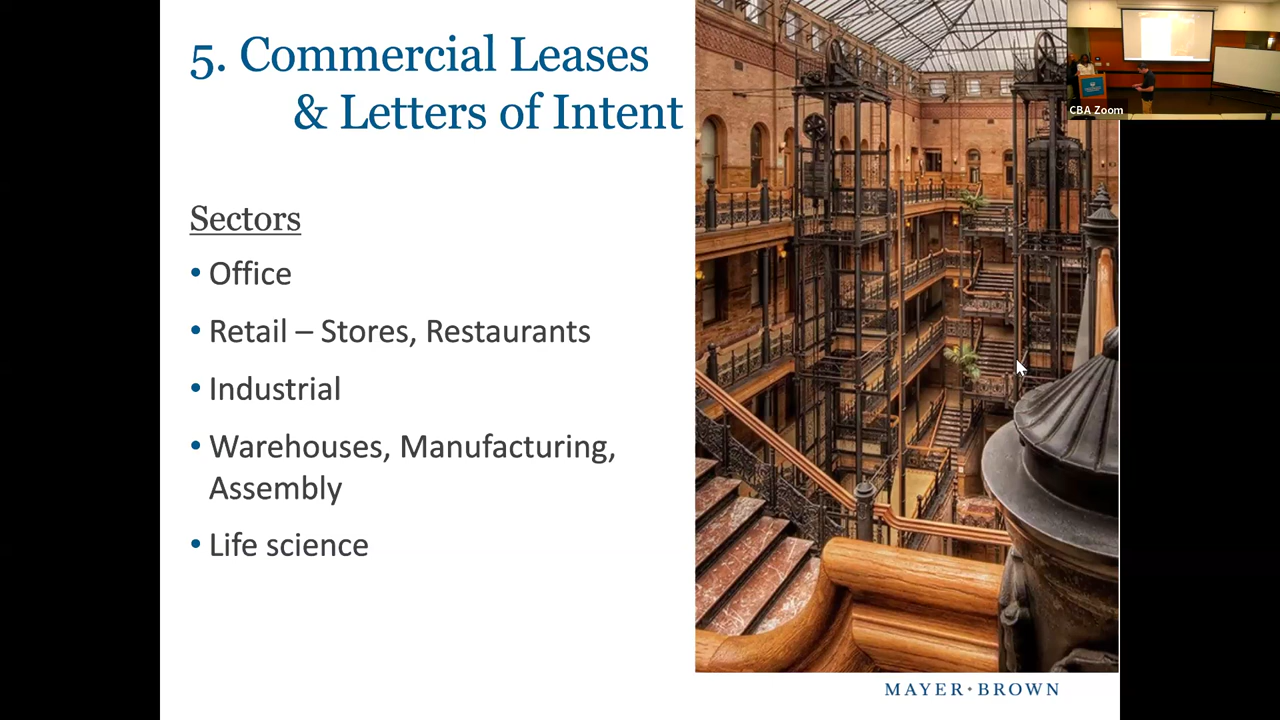 5. Commercial Leases
& Letters of Intent
Sectors
• Office
• Retail – Stores, Restaurants
• Industrial
• Warehouses, Manufacturing,
Assembly
• Life science
MAYER•BROWN
CBA Zoom